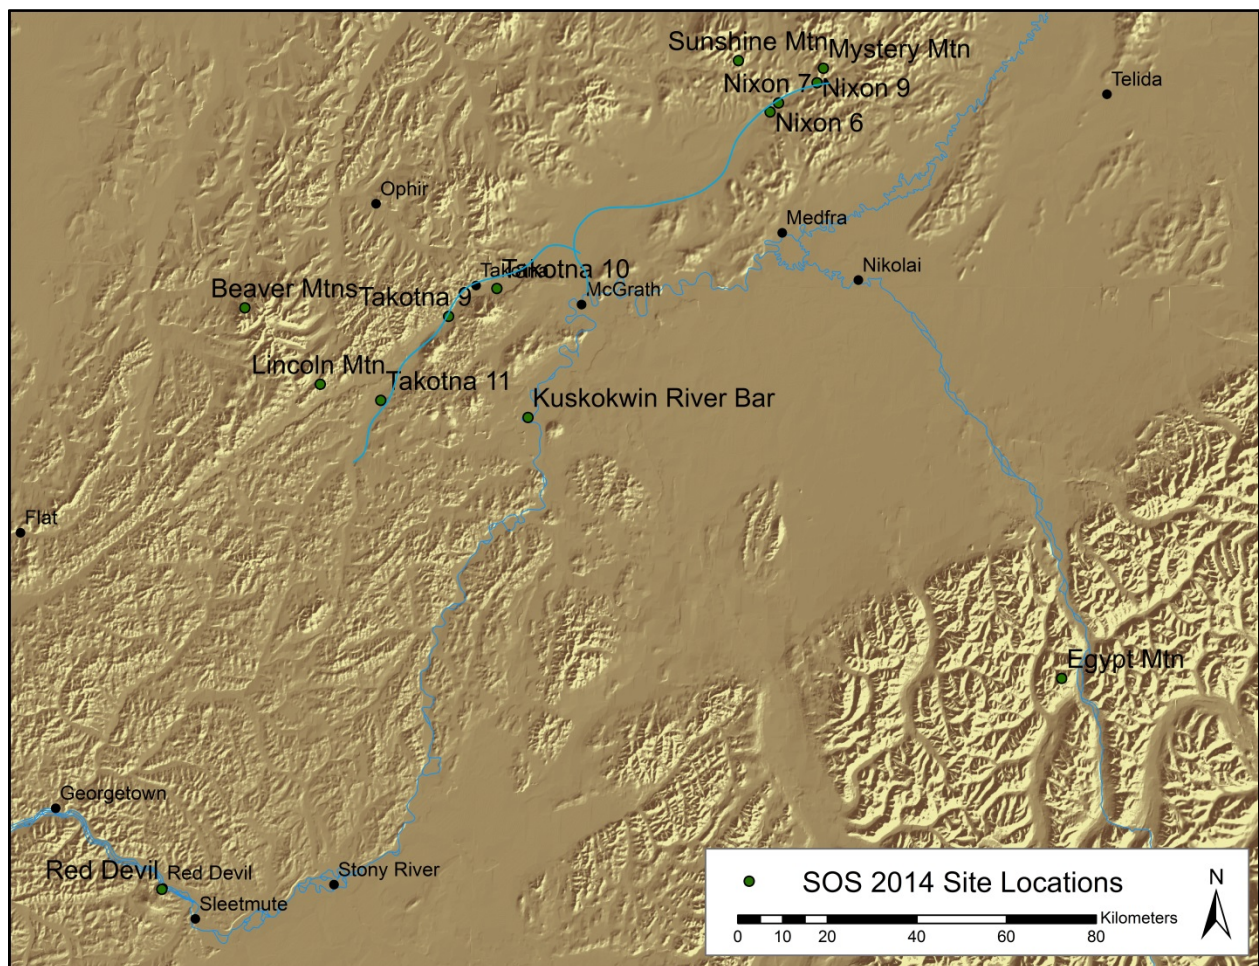 Sunshine Mtn
Mystery Mtn
Nixon 7
Nixon 9
Telida
Nixon 6
Ophir
Medfra
Takotna 10
Nikolai
Beaver Mtns
Takotna 9
McGrath
Lincoln Mtn
Takotna 11
Kuskokwin River Bar
Flat
Egypt Mtn
Georgetown
Red Devil
Red Devil
Stony River
Sleetmute
SOS 2014 Site Locations
N
Kilometers
0 10 20 40 60 80